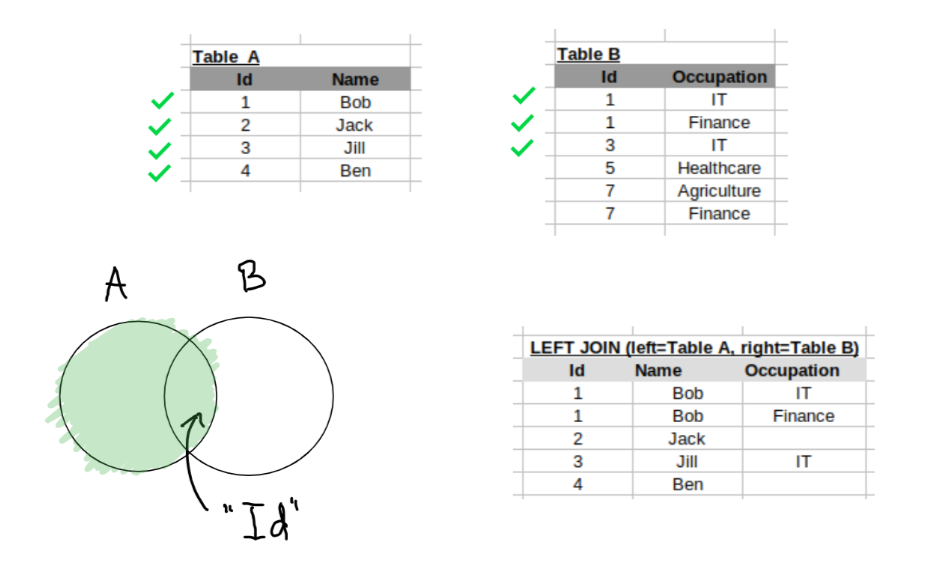 Table A
Id Name
1 Bob
2 Jack
3 Jill
4 Ben
Table B
Id Occupation
1 IT
1 Finance
3 IT
5 Healthcare
7 Agriculture
7 Finance
A B
"Id"
LEFT JOIN (left=Table A, right=Table B)
Id Name Occupation
1 Bob IT
1 Bob Finance
2 Jack
3 Jill IT
4 Ben